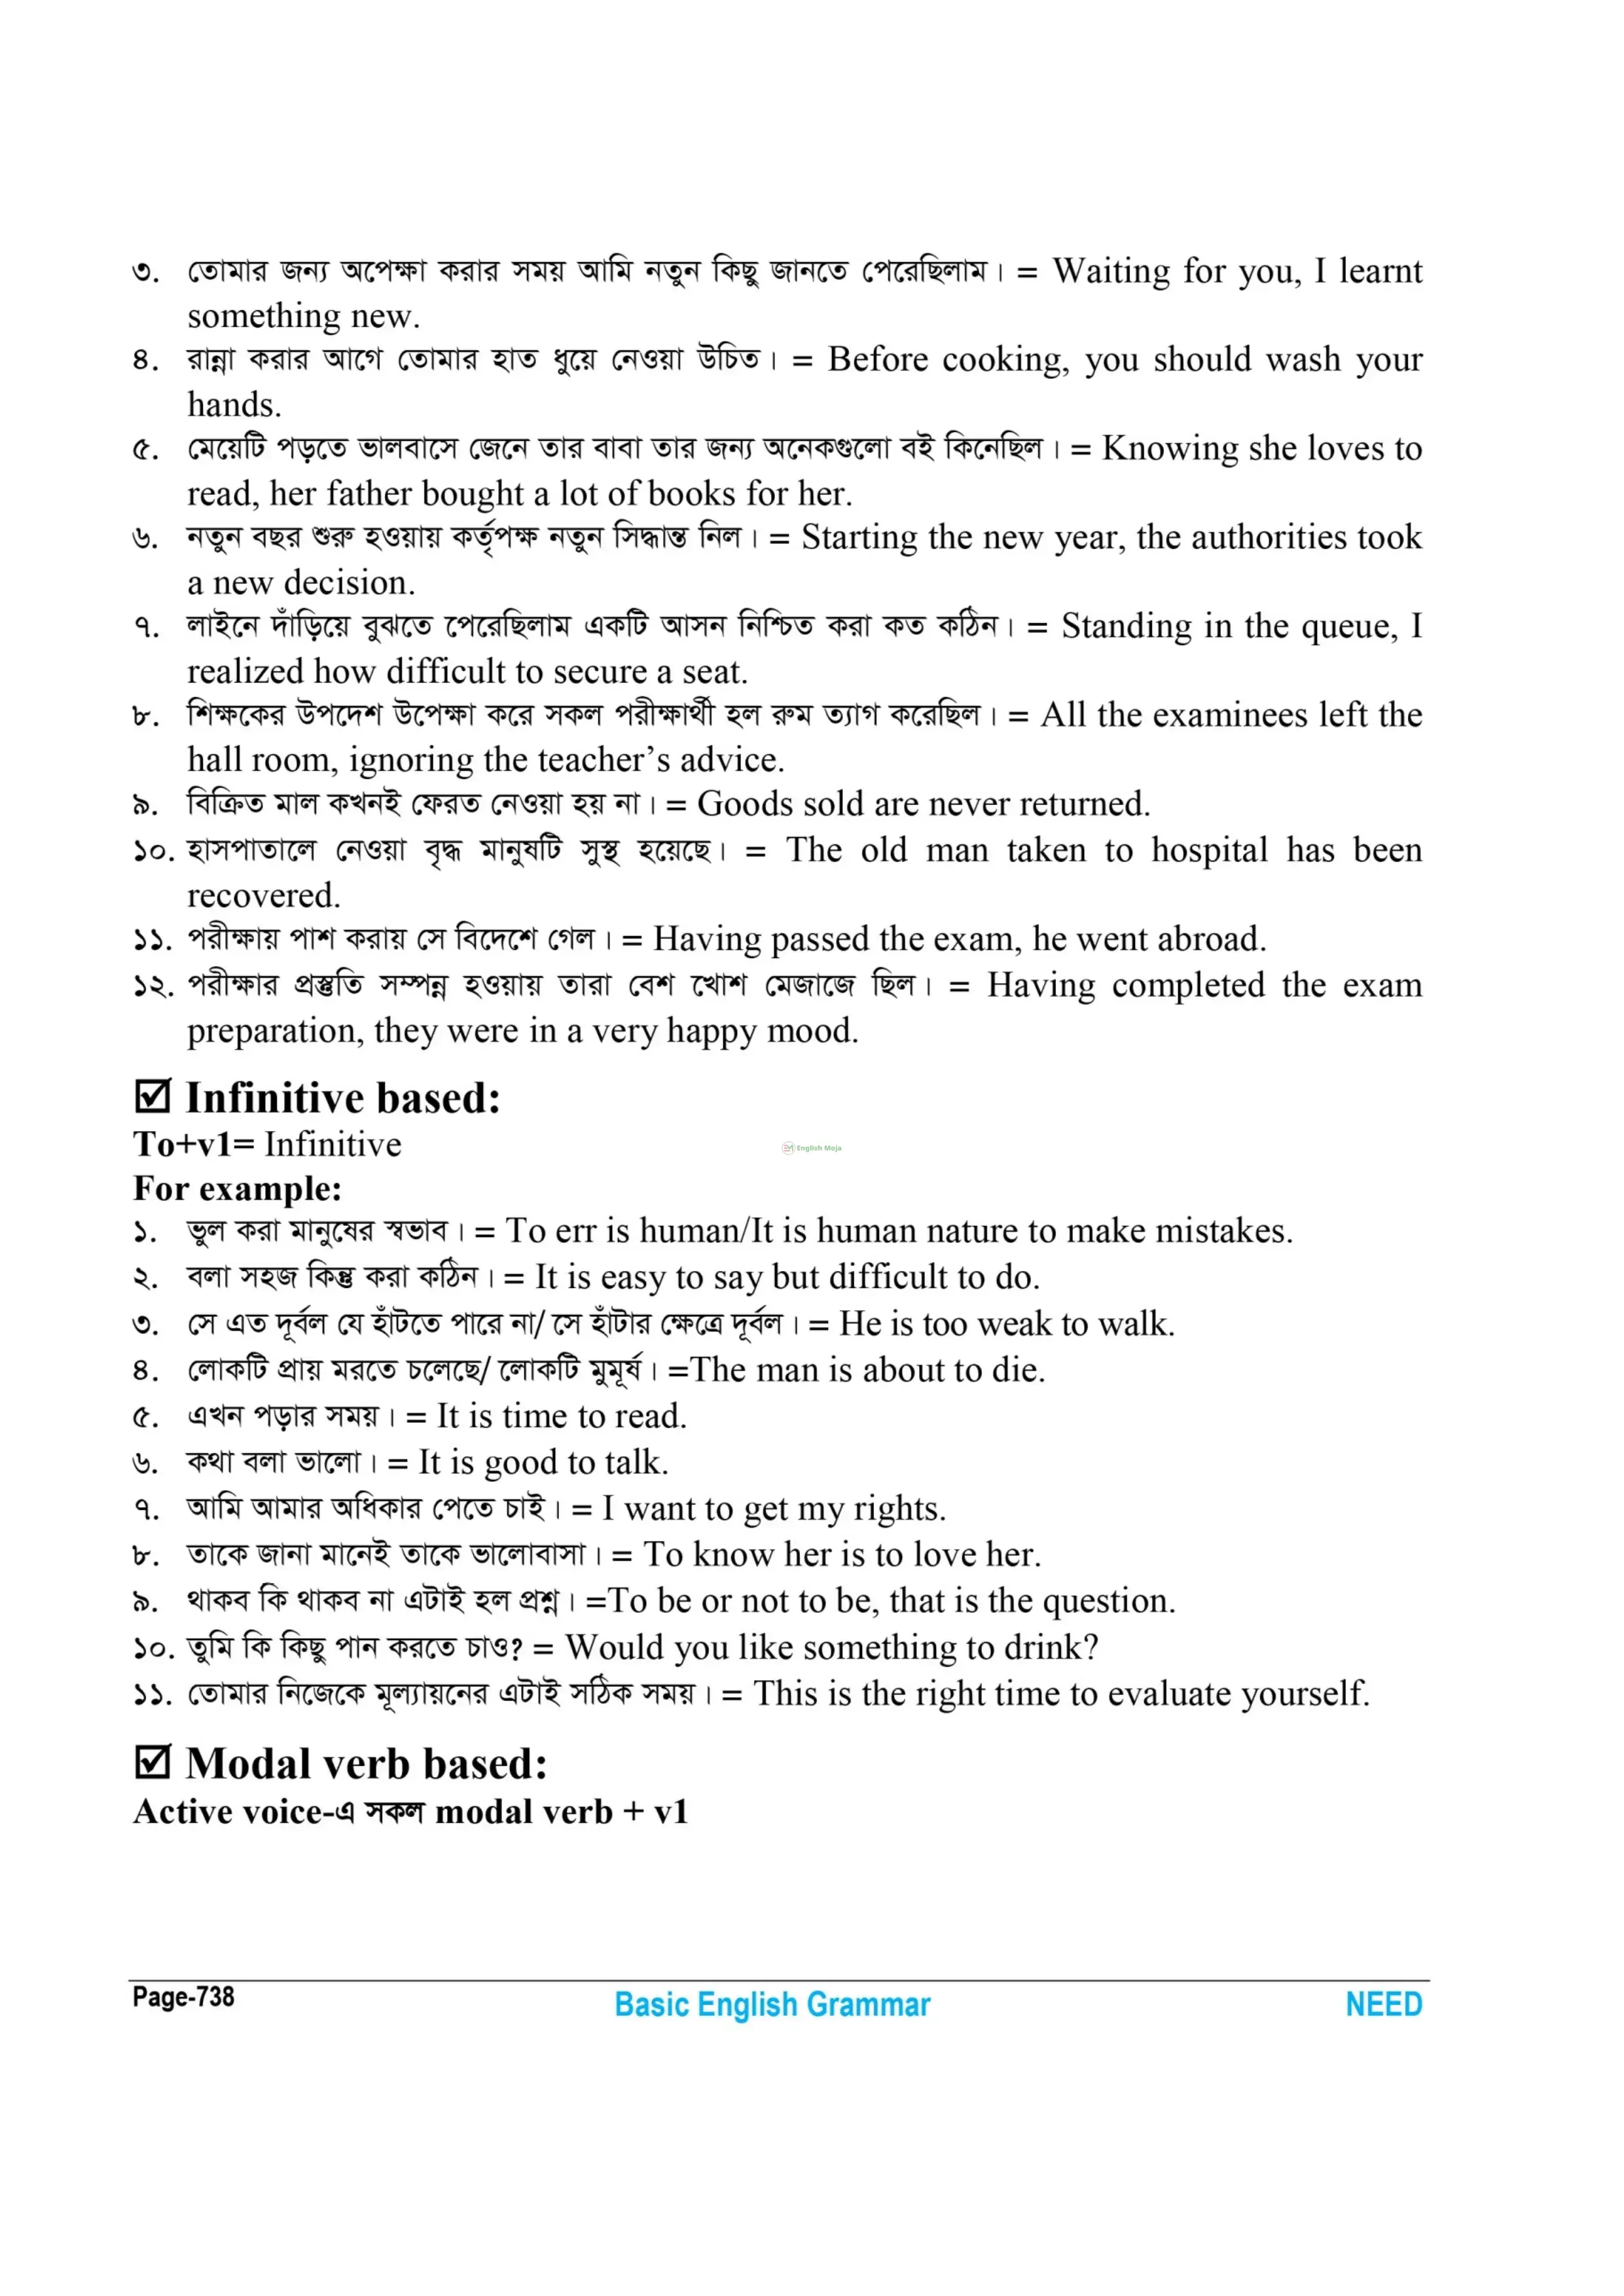 ৩. তোমার জন্য অপেক্ষা করার সময় আমি নতুন কিছু জানতে পেরেছিলাম। = Waiting for you, I learnt
something new.
৪. রান্না করার আগে তোমার হাত ধুয়ে নেওয়া উচিত। = Before cooking, you should wash your
hands.
৫. মেয়েটি পড়তে ভালবাসে জেনে তার বাবা তার জন্য অনেকগুলো বই কিনেছিল। = Knowing she loves to
read, her father bought a lot of books for her.
৬. নতুন বছর শুরু হওয়ায় কর্তৃপক্ষ নতুন সিদ্ধান্ত নিল। = Starting the new year, the authorities took
a new decision.
৭. লাইনে দাঁড়িয়ে বুঝতে পেরেছিলাম একটি আসন নিশ্চিত করা কত কঠিন। = Standing in the queue, I
realized how difficult to secure a seat.
৮. শিক্ষকের উপদেশ উপেক্ষা করে সকল পরীক্ষার্থী হল রুম ত্যাগ করেছিল। = All the examinees left the
hall room, ignoring the teacher’s advice.
৯. বিক্রিত মাল কখনই ফেরত নেওয়া হয় না। = Goods sold are never returned.
১০. হাসপাতালে নেওয়া বৃদ্ধ মানুষটি সুস্থ হয়েছে। = The old man taken to hospital has been
recovered.
১১. পরীক্ষায় পাশ করায় সে বিদেশে গেল। = Having passed the exam, he went abroad.
১২. পরীক্ষার প্রস্তুতি সম্পন্ন হওয়ায় তারা বেশ খোশ মেজাজে ছিল। = Having completed the exam
preparation, they were in a very happy mood.
☑ Infinitive based:
To+v1= Infinitive
English Moja
For example:
১. ভুল করা মানুষের স্বভাব। = To err is human/It is human nature to make mistakes.
২. বলা সহজ কিন্তু করা কঠিন। = It is easy to say but difficult to do.
৩. সে এত দূর্বল যে হাঁটতে পারে না/ সে হাঁটার ক্ষেত্রে দূর্বল। = He is too weak to walk.
৪. লোকটি প্রায় মরতে চলেছে/ লোকটি মুমূর্ষ। =The man is about to die.
৫. এখন পড়ার সময়। = It is time to read.
৬. কথা বলা ভালো। = It is good to talk.
৭. আমি আমার অধিকার পেতে চাই। = I want to get my rights.
৮. তাকে জানা মানেই তাকে ভালোবাসা। = To know her is to love her.
৯. থাকব কি থাকব না এটাই হল প্রশ্ন। =To be or not to be, that is the question.
১০. তুমি কি কিছু পান করতে চাও? = Would you like something to drink?
১১. তোমার নিজেকে মূল্যায়নের এটাই সঠিক সময়। = This is the right time to evaluate yourself.
☑ Modal verb based:
Active voice-এ সকল modal verb + v1
Page-738 Basic English Grammar NEED